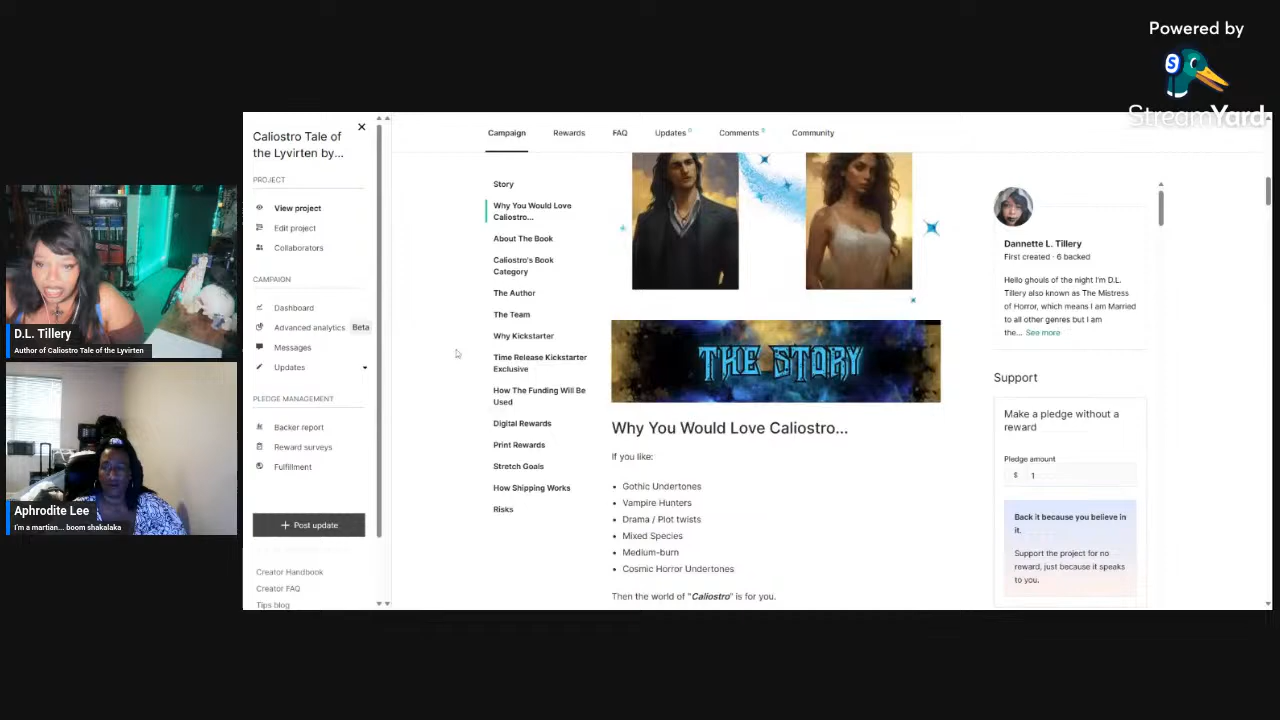 Powered by
S
StreamYard
Caliostro Tale of
the Lyvirten by...
PROJECT
View project
Edit project
Collaborators
CAMPAIGN
Dashboard
Advanced analytics Beta
Messages
Updates
PLEDGE MANAGEMENT
Backer report
Reward surveys
Fulfillment
+ Post update
Creator Handbook
Creator FAQ
Tips blog
Campaign
Rewards
FAQ
Updates 0
Comments
Community
Story
Why You Would Love
Caliostro...
About The Book
Caliostro's Book
Category
The Author
The Team
Why Kickstarter
Time Release Kickstarter
Exclusive
How The Funding Will Be
Used
Digital Rewards
Print Rewards
Stretch Goals
How Shipping Works
Risks
THE STORY
Why You Would Love Caliostro...
If you like:
• Gothic Undertones
• Vampire Hunters
• Drama / Plot twists
• Mixed Species
• Medium-burn
• Cosmic Horror Undertones
Then the world of "Caliostro" is for you.
Dannette L. Tillery
First created · 6 backed
Hello ghouls of the night I'm D.L.
Tillery also known as The Mistress
of Horror, which means I am Married
to all other genres but I am
the... See more
Support
Make a pledge without a
reward
Pledge amount
$ 1
Back it because you believe in
it.
Support the project for no
reward, just because it speaks
to you.
D.L. Tillery
Author of Caliostro Tale of the Lyvirten
Aphrodite Lee
I'm a martian... boom shakalaka